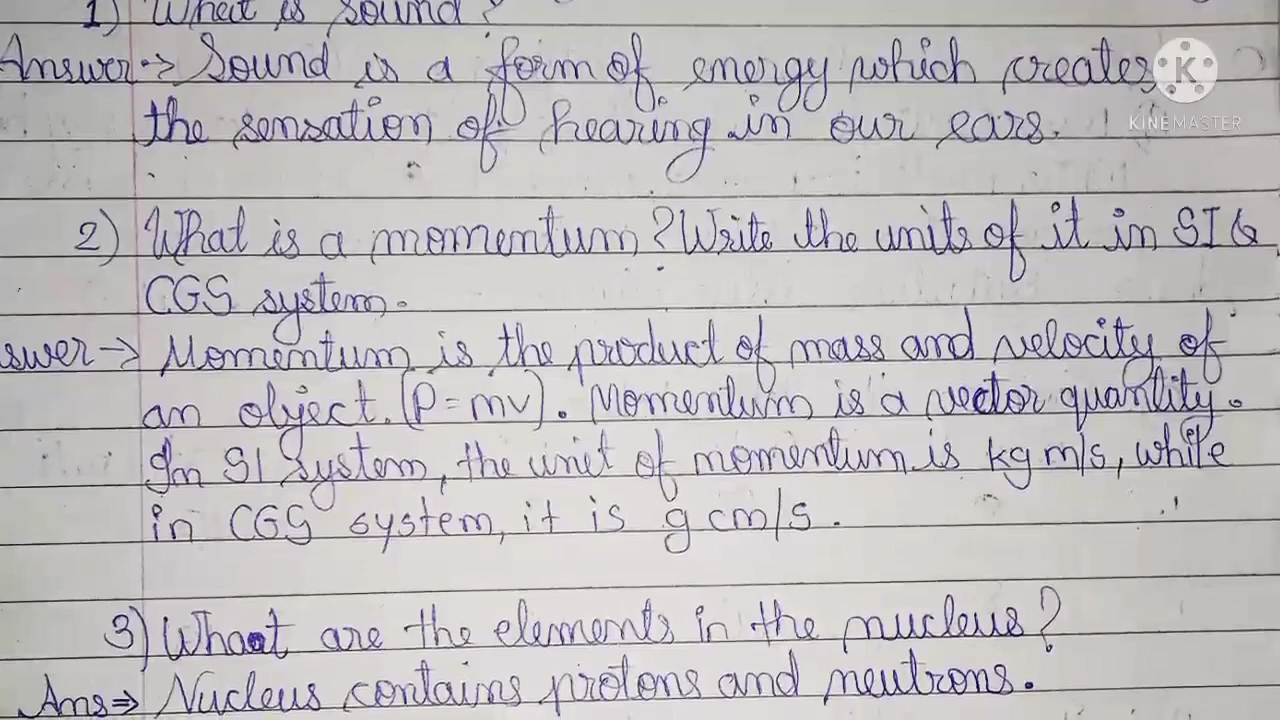 1) What is sound?
Answer → Sound is a form of energy which creates
the sensation of hearing in our ears.
KINEMASTER
2) What is a momentum? Write the units of it in SI &
CGS system.
swer → Momentum is the product of mass and velocity of
an object. (P = mv). Momentum is a vector quantity.
In SI system, the unit of momentum is kg m/s, while
in CGS system, it is g cm/s.
3) What are the elements in the nucleus?
Ans ⇒ Nucleus contains protons and neutrons.